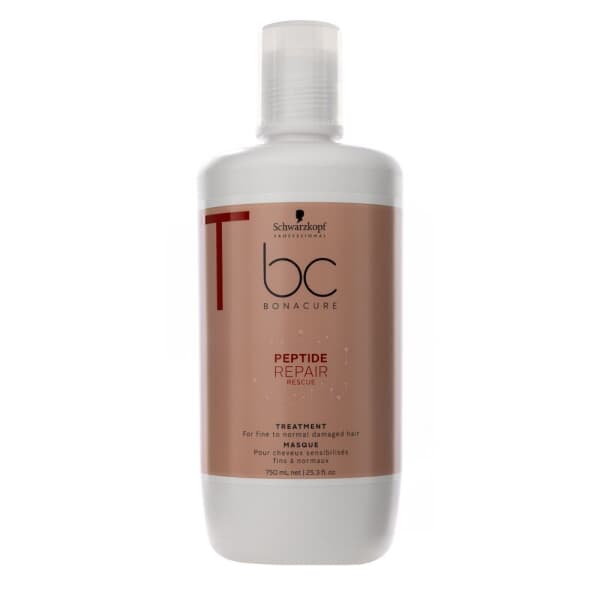 T
Schwarzkopf
PROFESSIONAL
bc
BONACURE
PEPTIDE
REPAIR
RESCUE
TREATMENT
For fine to normal damaged hair
MASQUE
Pour cheveux sensibilisés
fins à normaux
750 mL net | 25.3 fl. oz